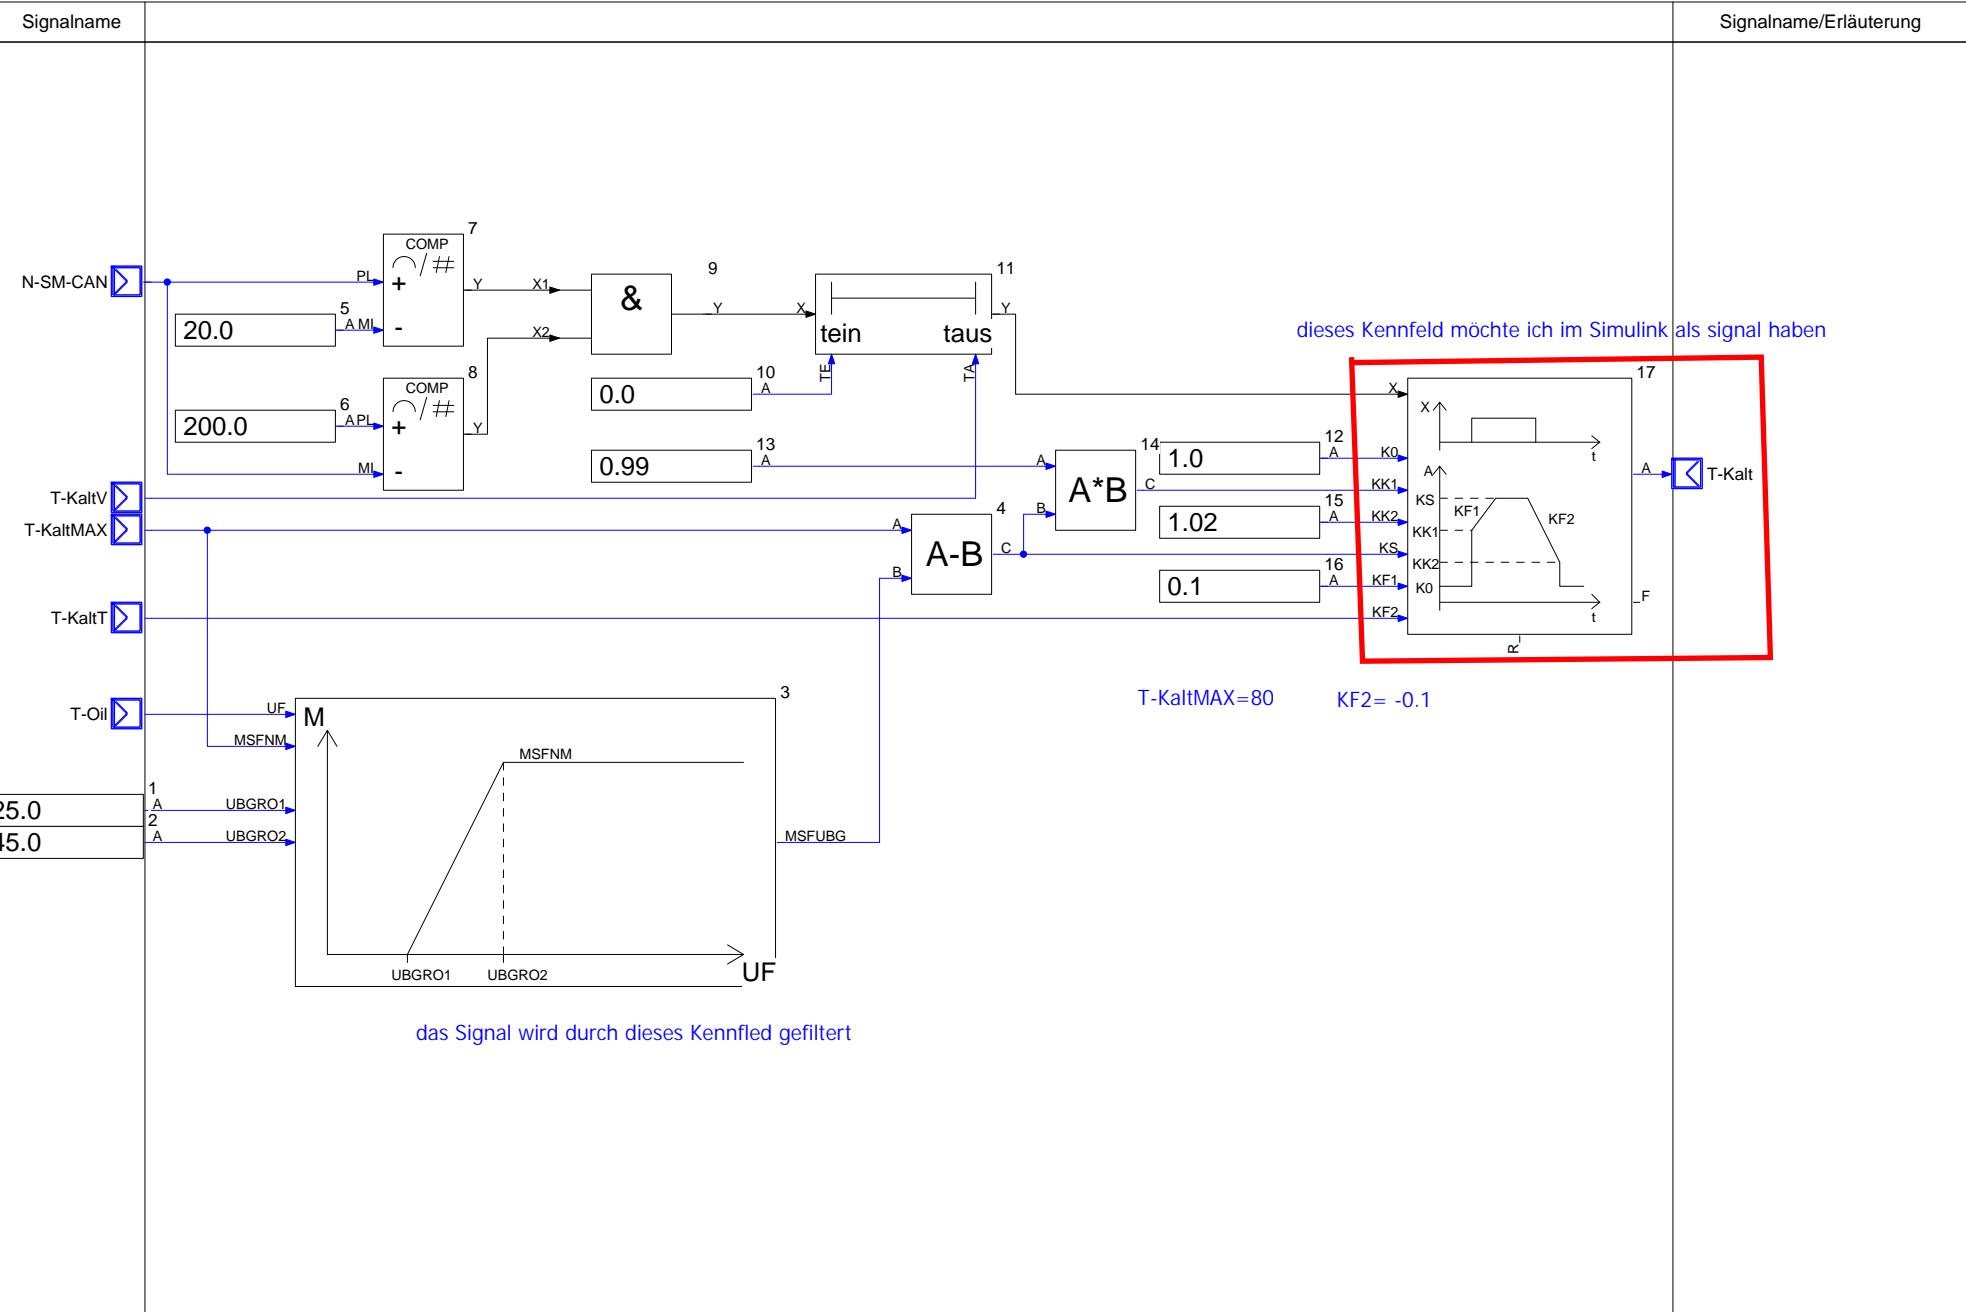 Signalname
Signalname/Erläuterung
7
COMP
N-SM-CAN
PL
+
Y
X1
9
&
11
5
20.0
A
MI
-
X2
Y
X
tein
taus
Y
dieses Kennfeld möchte ich im Simulink als signal haben
8
COMP
10
0.0
A
TE
TA
17
6
200.0
A
PL
+
Y
X
X
t
13
0.99
A
A
14
A*B
C
B
12
1.0
A
K0
MI
-
T-KaltV
KK1
A
KS
KF1
KF2
KK1
KK2
K0
t
A
T-Kalt
T-KaltMAX
A
4
A-B
C
B
15
1.02
A
KK2
KS
16
0.1
A
KF1
F
T-KaltT
KF2
R
T-KaltMAX=80
KF2= -0.1
3
T-Oil
UF
M
MSFNM
MSFNM
1
25.0
A
UBGRO1
2
45.0
A
UBGRO2
MSFUBG
UBGRO1
UBGRO2
UF
das Signal wird durch dieses Kennfled gefiltert